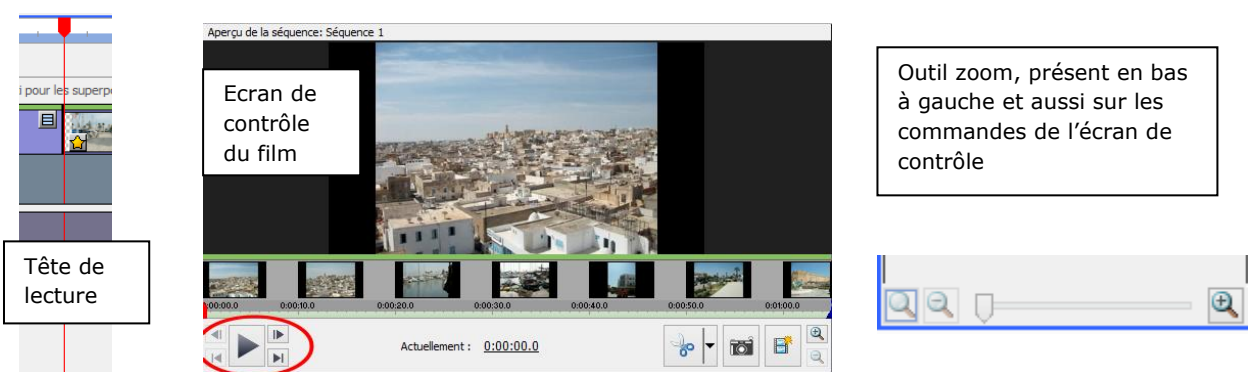 i pour les superp
Tête de
lecture
Aperçu de la séquence: Séquence 1
Ecran de
contrôle
du film
0:00:00.0 0:00:10.0 0:00:20.0 0:00:30.0 0:00:40.0 0:00:50.0 0:01:00.0
Actuellement : 0:00:00.0
Outil zoom, présent en bas
à gauche et aussi sur les
commandes de l’écran de
contrôle